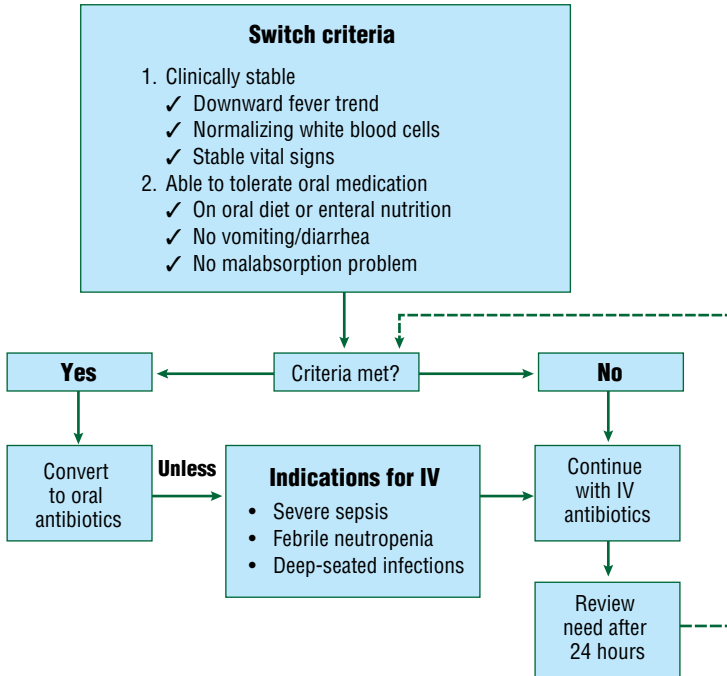 Switch criteria
1. Clinically stable
✓ Downward fever trend
✓ Normalizing white blood cells
✓ Stable vital signs
2. Able to tolerate oral medication
✓ On oral diet or enteral nutrition
✓ No vomiting/diarrhea
✓ No malabsorption problem
Yes
Criteria met?
No
Convert
to oral
antibiotics
Unless
Indications for IV
• Severe sepsis
• Febrile neutropenia
• Deep-seated infections
Continue
with IV
antibiotics
Review
need after
24 hours